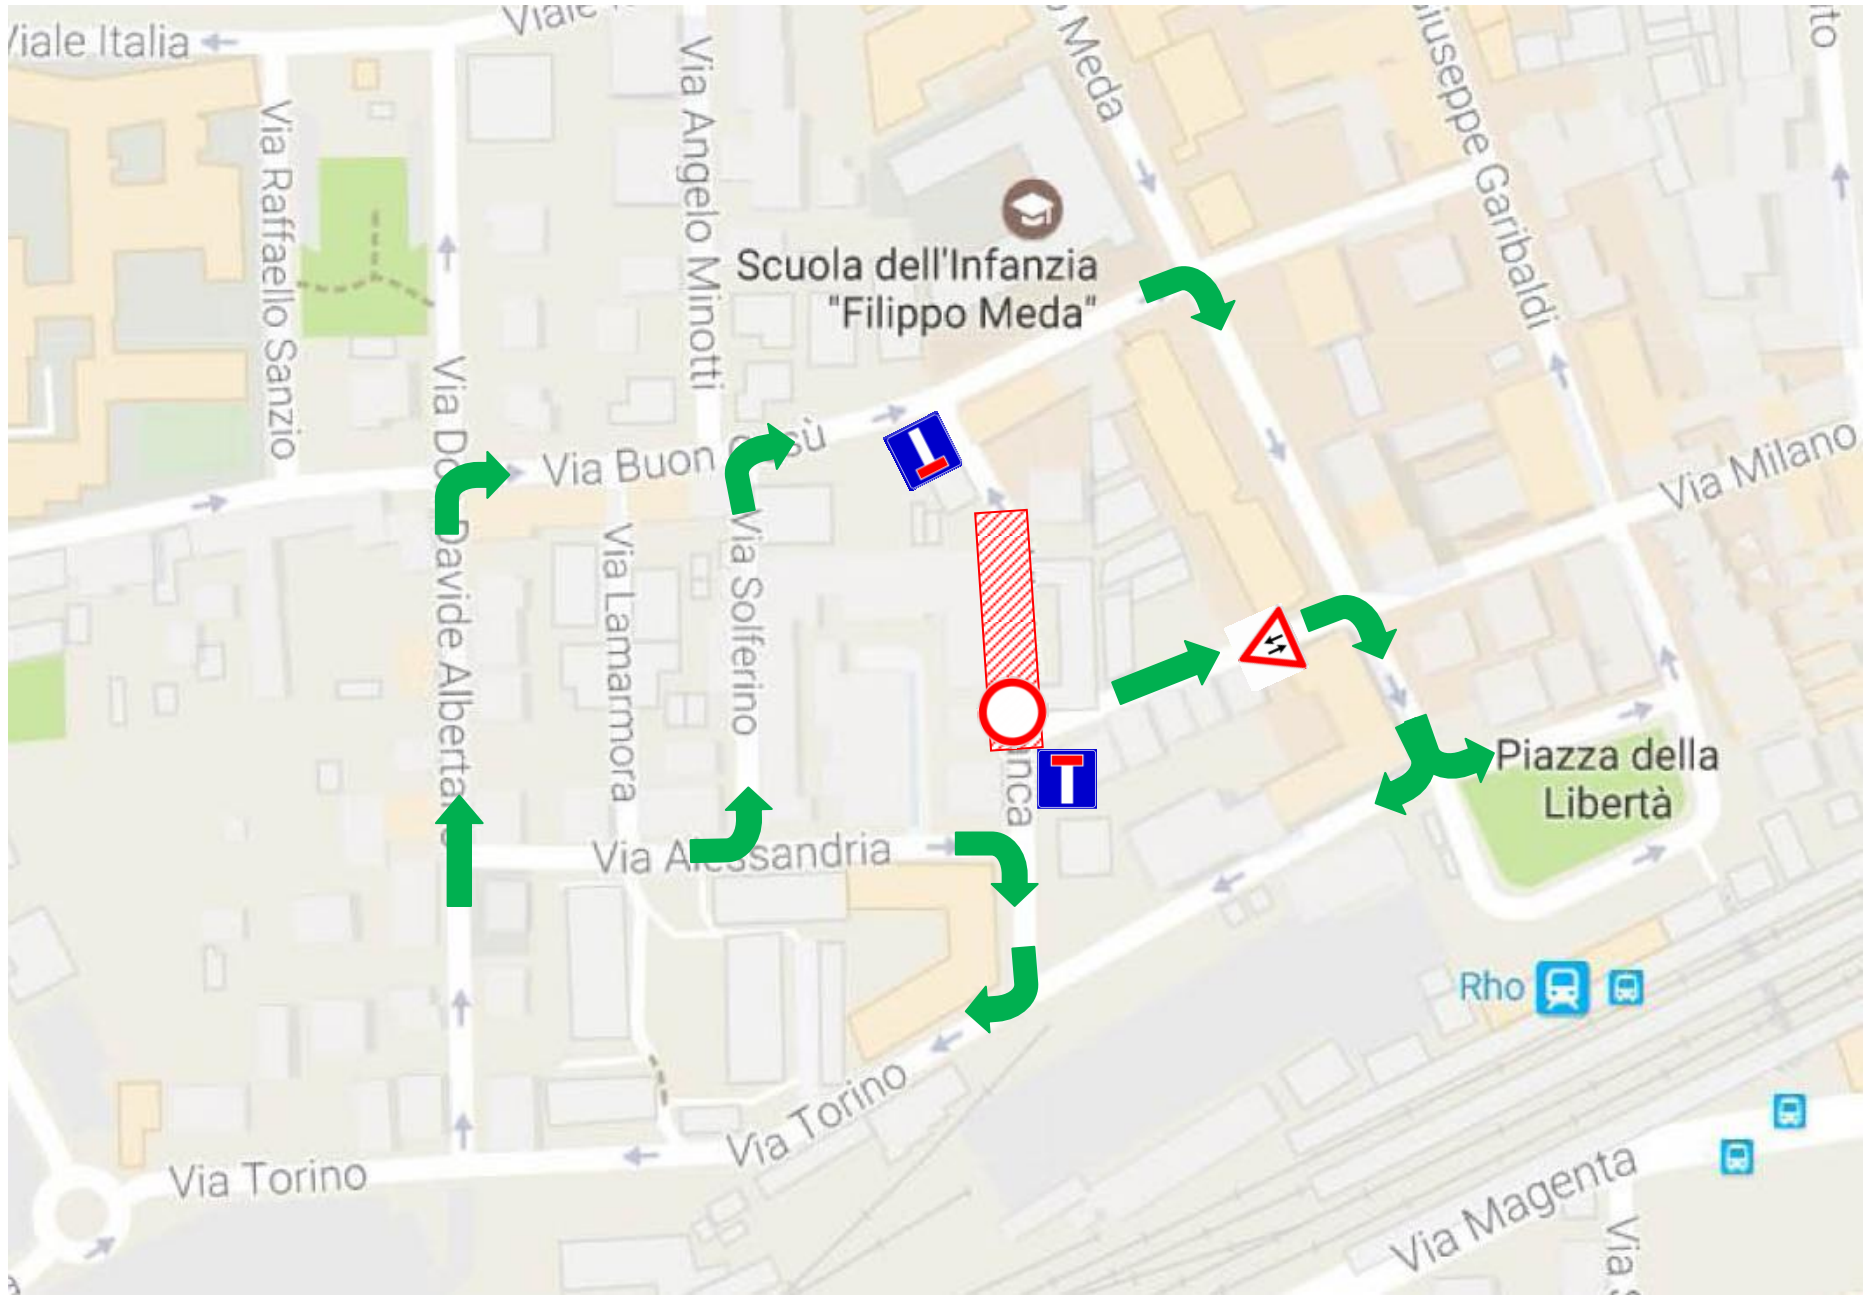 Viale Italia
Viale
Via Raffaello Sanzio
Via Angelo Minotti
Meda
Giuseppe Garibaldi
Scuola dell'Infanzia
"Filippo Meda"
Via Buon
Via Milano
Davide Alberta
Via Lamarmora
Via Solferino
Piazza della
Libertà
Via Alessandria
Rho
Via Torino
Via Torino
Via Magenta
Via